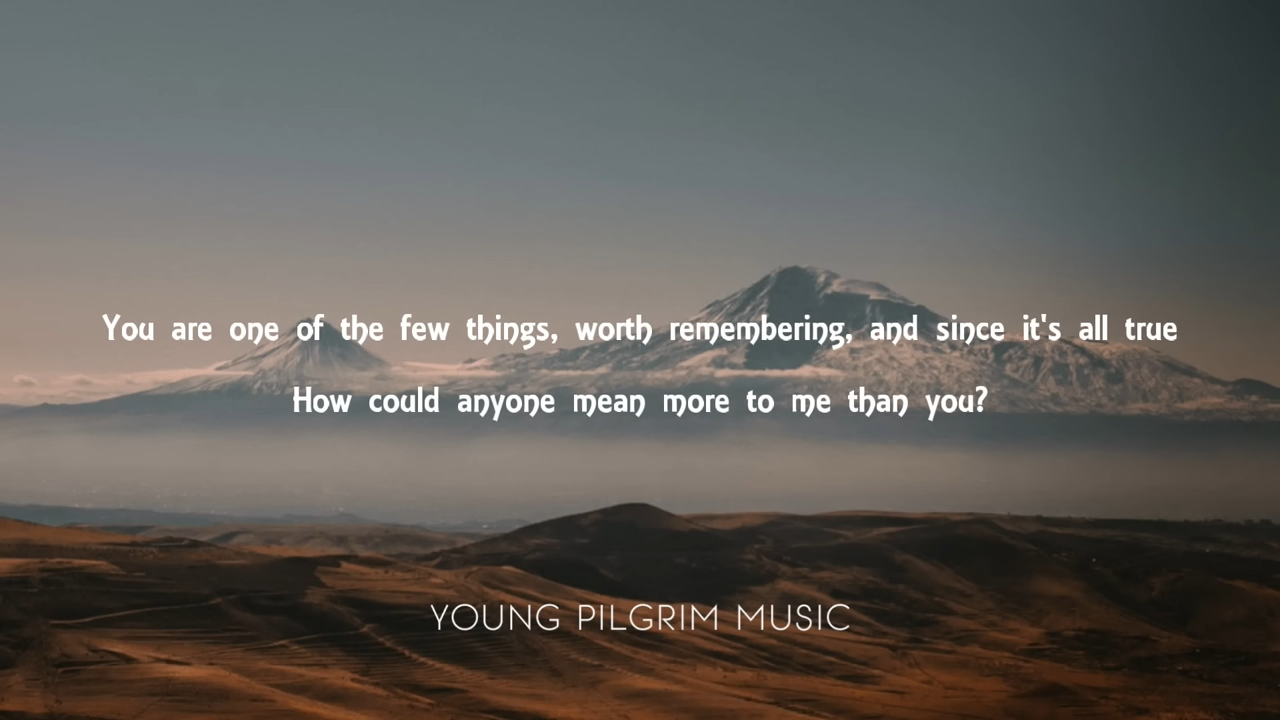 You are one of the few things, worth remembering, and since it's all true
How could anyone mean more to me than you?
YOUNG PILGRIM MUSIC